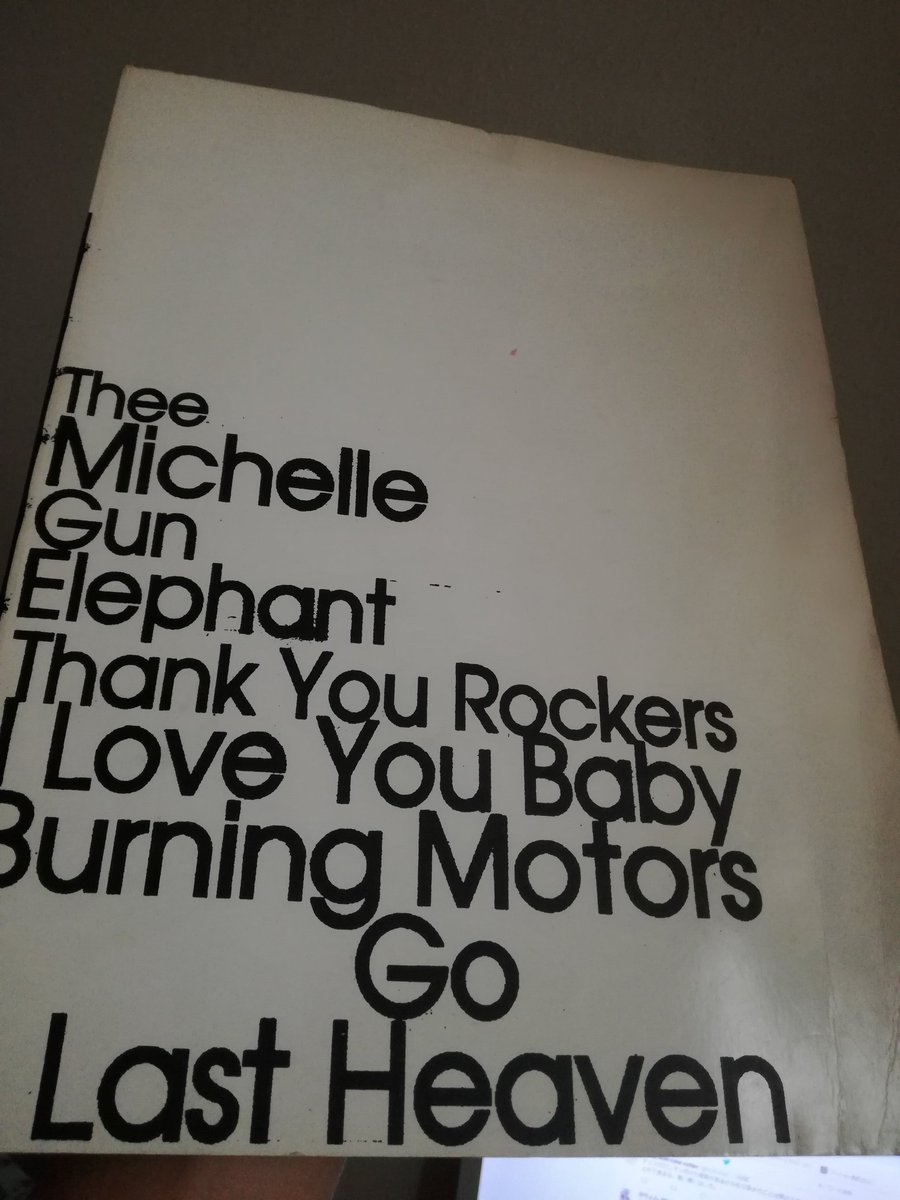 Thee
Michelle
Gun
Elephant
Thank You Rockers
I Love You Baby
Burning Motors
Go
Last Heaven